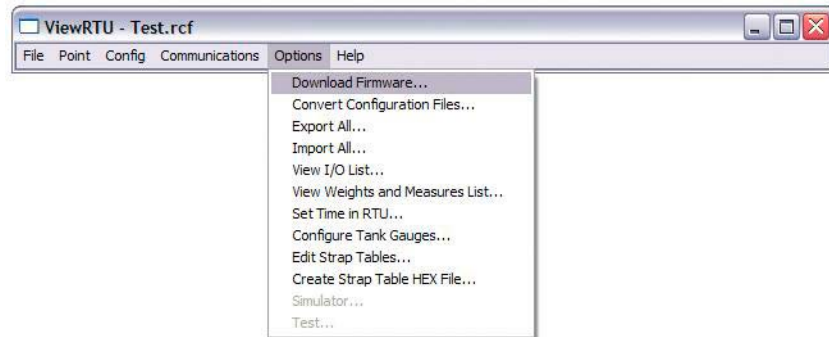 ViewRTU - Test.rcf
File Point Config Communications Options Help
Download Firmware...
Convert Configuration Files...
Export All...
Import All...
View I/O List...
View Weights and Measures List...
Set Time in RTU...
Configure Tank Gauges...
Edit Strap Tables...
Create Strap Table HEX File...
Simulator...
Test...